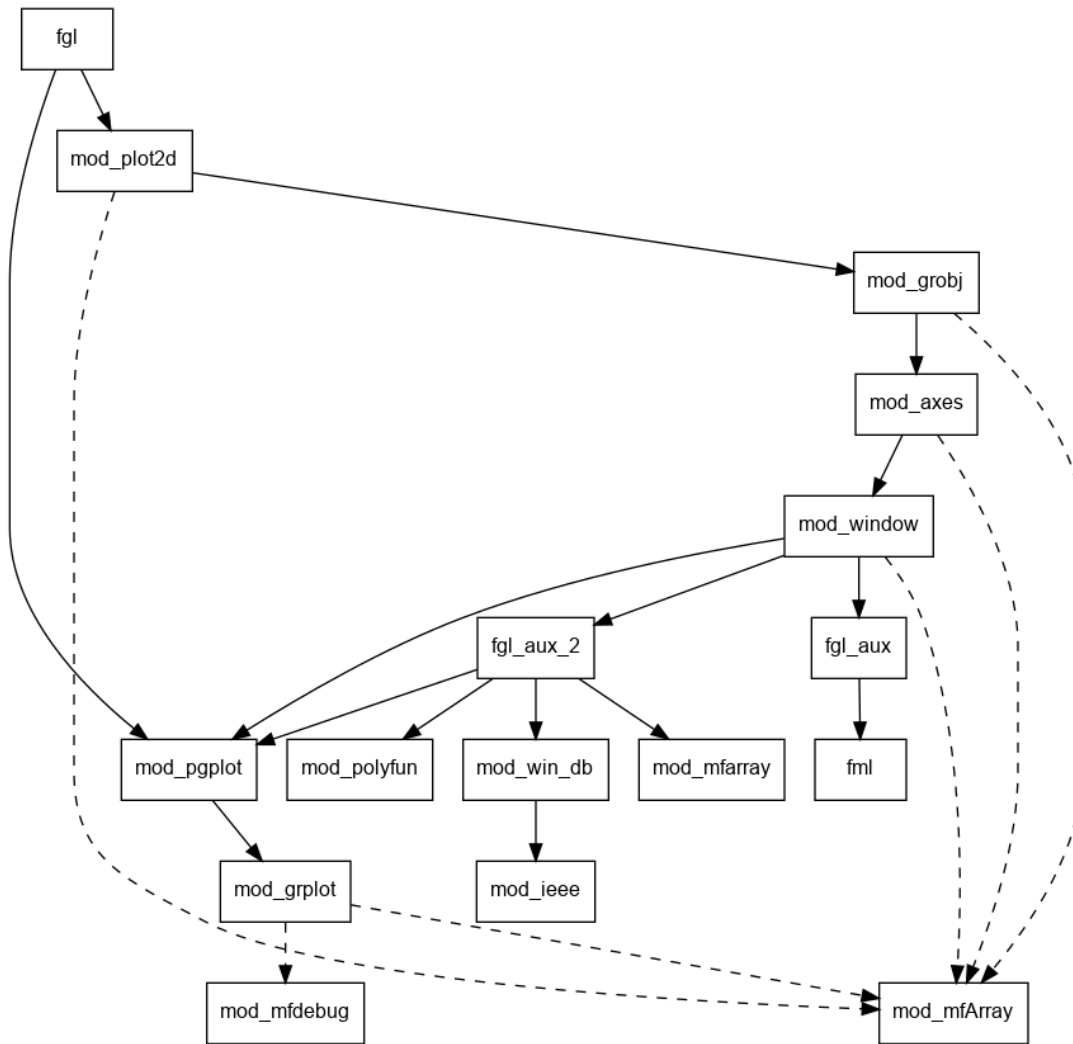 fgl
mod_plot2d
mod_grobj
mod_axes
mod_window
fgl_aux_2
fgl_aux
mod_pgplot
mod_polyfun
mod_win_db
mod_mfarray
fml
mod_grplot
mod_ieee
mod_mfdebug
mod_mfArray